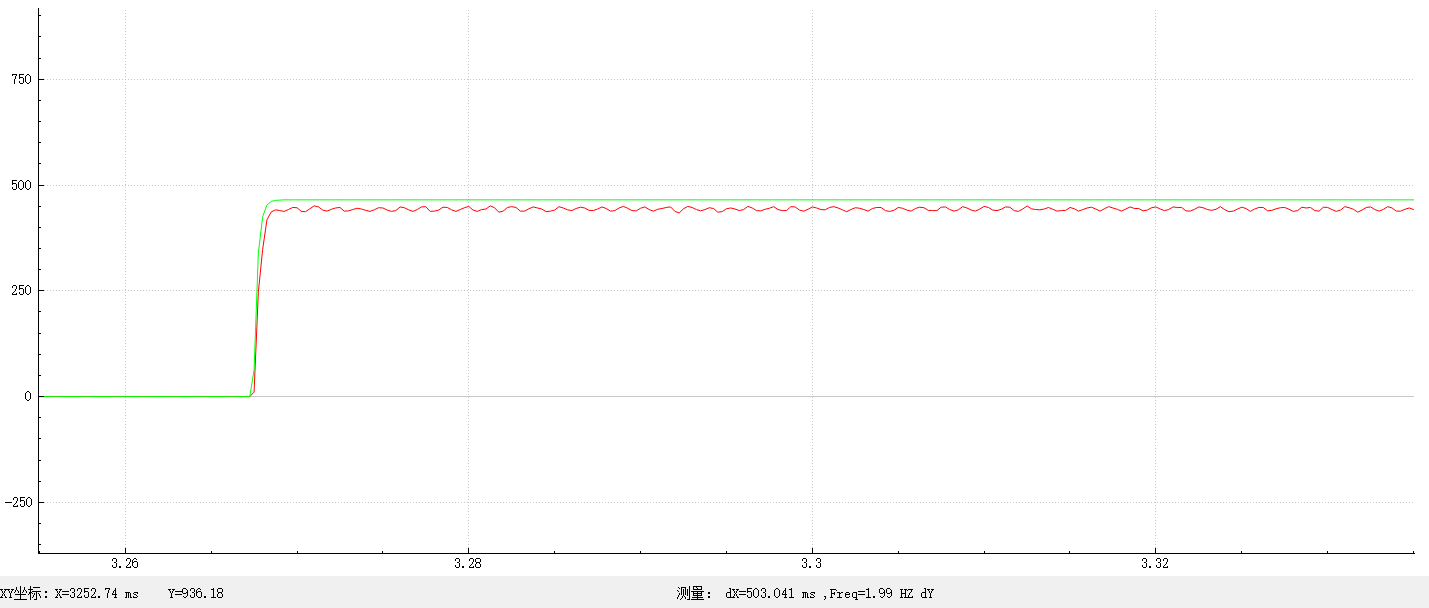 750
500
250
0
-250
3.26 3.28 3.3 3.32
XY坐标: X=3252.74 ms Y=936.18 测量: dX=503.041 ms ,Freq=1.99 HZ dY